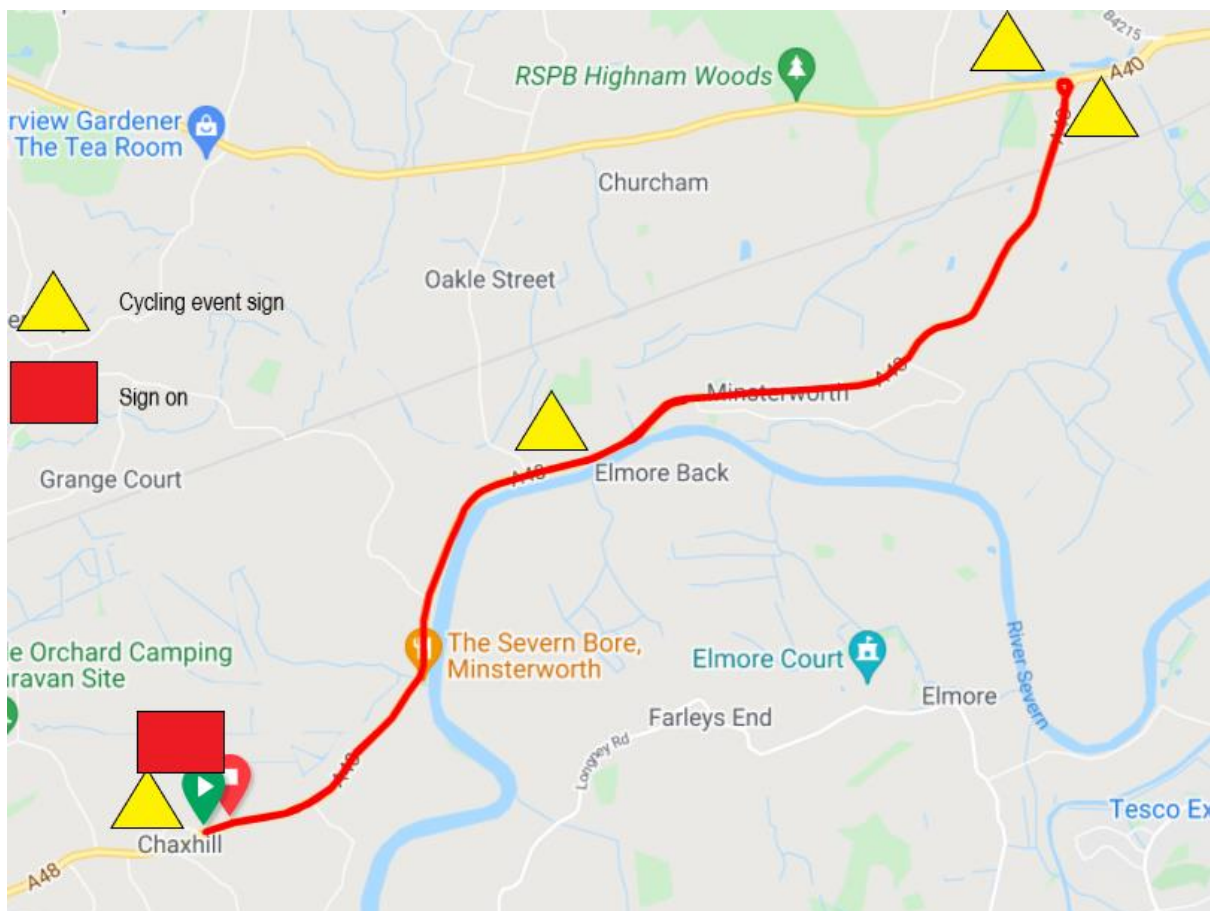 B4215
A40
RSPB Highnam Woods
rview Gardener
The Tea Room
Churcham
Oakle Street
Cycling event sign
Sign on
Minsterworth
A48
Grange Court
Elmore Back
A48
The Severn Bore,
Minsterworth
e Orchard Camping
aravan Site
Elmore Court
Elmore
River Severn
Farleys End
Longney Rd
A48
Tesco Ex
Chaxhill
A48